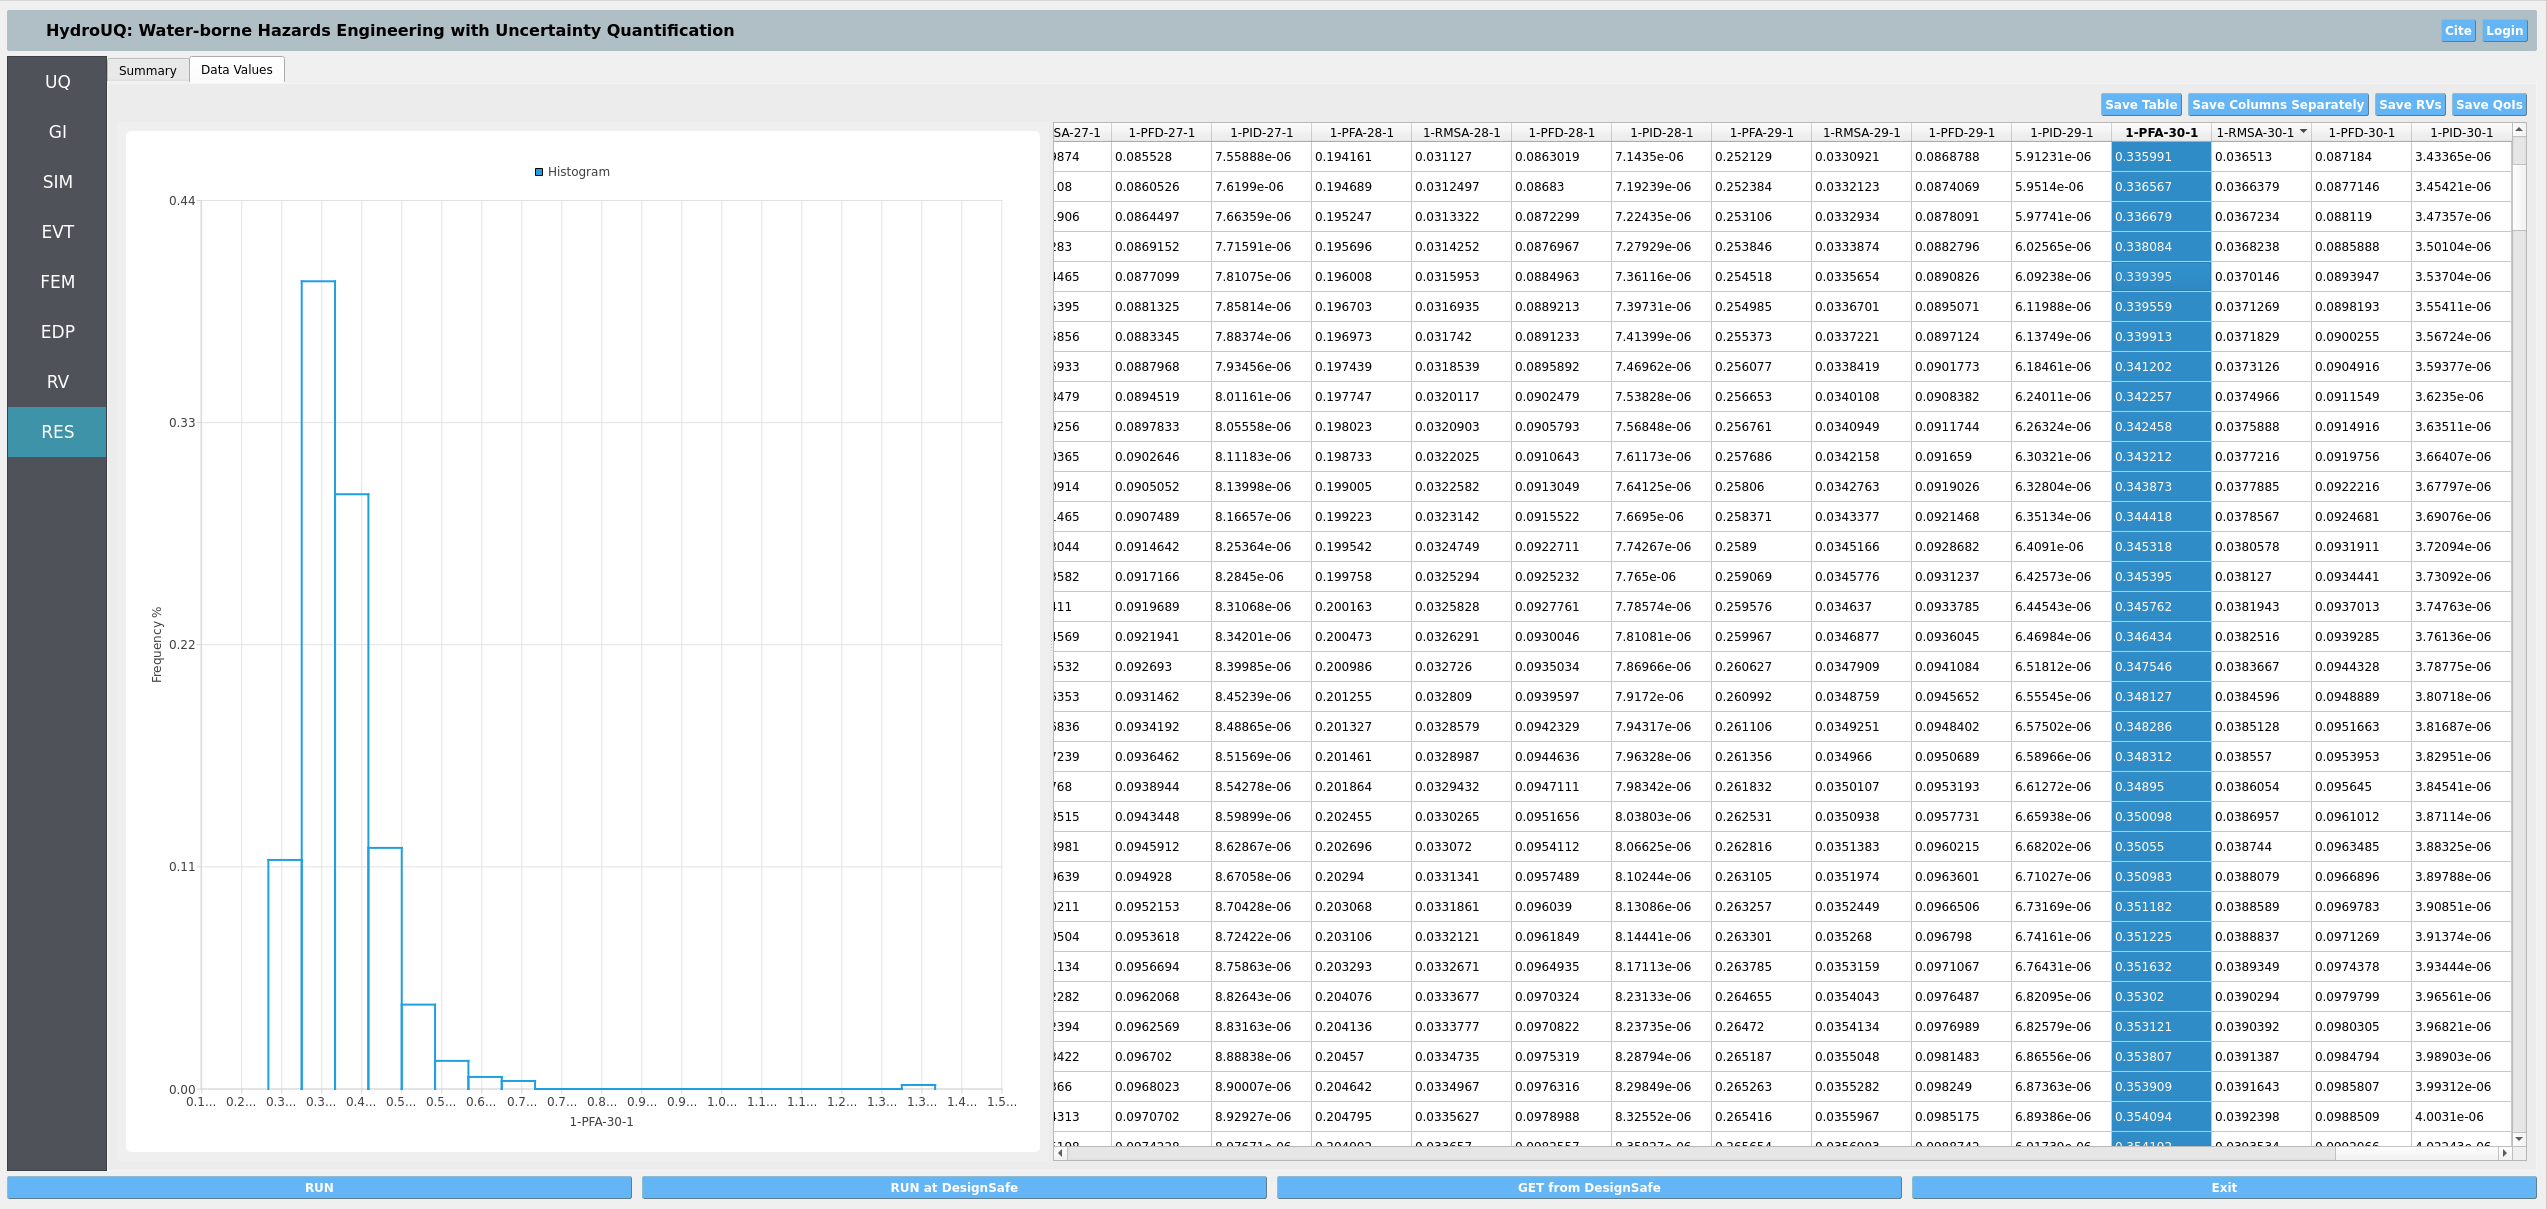 HydroUQ: Water-borne Hazards Engineering with Uncertainty Quantification
Cite Login
UQ
GI
SIM
EVT
FEM
EDP
RV
RES
Summary Data Values
Save Table Save Columns Separately Save RVs Save QoIs
Histogram
0.44
0.33
0.22
0.11
0.00
Frequency %
0.1... 0.2... 0.3... 0.3... 0.4... 0.5... 0.5... 0.6... 0.7... 0.7... 0.8... 0.9... 0.9... 1.0... 1.1... 1.1... 1.2... 1.3... 1.3... 1.4... 1.5...
1-PFA-30-1
SA-27-1 1-PFD-27-1 1-PID-27-1 1-PFA-28-1 1-RMSA-28-1 1-PFD-28-1 1-PID-28-1 1-PFA-29-1 1-RMSA-29-1 1-PFD-29-1 1-PID-29-1 1-PFA-30-1 1-RMSA-30-1 1-PFD-30-1 1-PID-30-1
9874 0.085528 7.55888e-06 0.194161 0.031127 0.0863019 7.1435e-06 0.252129 0.0330921 0.0868788 5.91231e-06 0.335991 0.036513 0.087184 3.43365e-06
.08 0.0860526 7.6199e-06 0.194689 0.0312497 0.08683 7.19239e-06 0.252384 0.0332123 0.0874069 5.9514e-06 0.336567 0.0366379 0.0877146 3.45421e-06
.906 0.0864497 7.66359e-06 0.195247 0.0313322 0.0872299 7.22435e-06 0.253106 0.0332934 0.0878091 5.97741e-06 0.336679 0.0367234 0.088119 3.47357e-06
283 0.0869152 7.71591e-06 0.195696 0.0314252 0.0876967 7.27929e-06 0.253846 0.0333874 0.0882796 6.02565e-06 0.338084 0.0368238 0.0885888 3.50104e-06
4465 0.0877099 7.81075e-06 0.196008 0.0315953 0.0884963 7.36116e-06 0.254518 0.0335654 0.0890826 6.09238e-06 0.339395 0.0370146 0.0893947 3.53704e-06
5395 0.0881325 7.85814e-06 0.196703 0.0316935 0.0889213 7.39731e-06 0.254985 0.0336701 0.0895071 6.11988e-06 0.339559 0.0371269 0.0898193 3.55411e-06
5856 0.0883345 7.88374e-06 0.196973 0.031742 0.0891233 7.41399e-06 0.255373 0.0337221 0.0897124 6.13749e-06 0.339913 0.0371829 0.0900255 3.56724e-06
6933 0.0887968 7.93456e-06 0.197439 0.0318539 0.0895892 7.46962e-06 0.256077 0.0338419 0.0901773 6.18461e-06 0.341202 0.0373126 0.0904916 3.59377e-06
8479 0.0894519 8.01161e-06 0.197747 0.0320117 0.0902479 7.53828e-06 0.256653 0.0340108 0.0908382 6.24011e-06 0.342257 0.0374966 0.0911549 3.6235e-06
9256 0.0897833 8.05558e-06 0.198023 0.0320903 0.0905793 7.56848e-06 0.256761 0.0340949 0.0911744 6.26324e-06 0.342458 0.0375888 0.0914916 3.63511e-06
0365 0.0902646 8.11183e-06 0.198733 0.0322025 0.0910643 7.61173e-06 0.257686 0.0342158 0.091659 6.30321e-06 0.343212 0.0377216 0.0919756 3.66407e-06
0914 0.0905052 8.13998e-06 0.199005 0.0322582 0.0913049 7.64125e-06 0.25806 0.0342763 0.0919026 6.32804e-06 0.343873 0.0377885 0.0922216 3.67797e-06
.465 0.0907489 8.16657e-06 0.199223 0.0323142 0.0915522 7.6695e-06 0.258371 0.0343377 0.0921468 6.35134e-06 0.344418 0.0378567 0.0924681 3.69076e-06
3044 0.0914642 8.25364e-06 0.199542 0.0324749 0.0922711 7.74267e-06 0.2589 0.0345166 0.0928682 6.4091e-06 0.345318 0.0380578 0.0931911 3.72094e-06
3582 0.0917166 8.2845e-06 0.199758 0.0325294 0.0925232 7.765e-06 0.259069 0.0345776 0.0931237 6.42573e-06 0.345395 0.038127 0.0934441 3.73092e-06
411 0.0919689 8.31068e-06 0.200163 0.0325828 0.0927761 7.78574e-06 0.259576 0.034637 0.0933785 6.44543e-06 0.345762 0.0381943 0.0937013 3.74763e-06
4569 0.0921941 8.34201e-06 0.200473 0.0326291 0.0930046 7.81081e-06 0.259967 0.0346877 0.0936045 6.46984e-06 0.346434 0.0382516 0.0939285 3.76136e-06
5532 0.092693 8.39985e-06 0.200986 0.032726 0.0935034 7.86966e-06 0.260627 0.0347909 0.0941084 6.51812e-06 0.347546 0.0383667 0.0944328 3.78775e-06
6353 0.0931462 8.45239e-06 0.201255 0.032809 0.0939597 7.9172e-06 0.260992 0.0348759 0.0945652 6.55545e-06 0.348127 0.0384596 0.0948889 3.80718e-06
6836 0.0934192 8.48865e-06 0.201327 0.0328579 0.0942329 7.94317e-06 0.261106 0.0349251 0.0948402 6.57502e-06 0.348286 0.0385128 0.0951663 3.81687e-06
7239 0.0936462 8.51569e-06 0.201461 0.0328987 0.0944636 7.96328e-06 0.261356 0.034966 0.0950689 6.58966e-06 0.348312 0.038557 0.0953953 3.82951e-06
768 0.0938944 8.54278e-06 0.201864 0.0329432 0.0947111 7.98342e-06 0.261832 0.0350107 0.0953193 6.61272e-06 0.34895 0.0386054 0.095645 3.84541e-06
8515 0.0943448 8.59899e-06 0.202455 0.0330265 0.0951656 8.03803e-06 0.262531 0.0350938 0.0957731 6.65938e-06 0.350098 0.0386957 0.0961012 3.87114e-06
8981 0.0945912 8.62867e-06 0.202696 0.033072 0.0954112 8.06625e-06 0.262816 0.0351383 0.0960215 6.68202e-06 0.35055 0.038744 0.0963485 3.88325e-06
9639 0.094928 8.67058e-06 0.20294 0.0331341 0.0957489 8.10244e-06 0.263105 0.0351974 0.0963601 6.71027e-06 0.350983 0.0388079 0.0966896 3.89788e-06
0211 0.0952153 8.70428e-06 0.203068 0.0331861 0.096039 8.13086e-06 0.263257 0.0352449 0.0966506 6.73169e-06 0.351182 0.0388589 0.0969783 3.90851e-06
0504 0.0953618 8.72422e-06 0.203106 0.0332121 0.0961849 8.14441e-06 0.263301 0.035268 0.096798 6.74161e-06 0.351225 0.0388837 0.0971269 3.91374e-06
.134 0.0956694 8.75863e-06 0.203293 0.0332671 0.0964935 8.17113e-06 0.263785 0.0353159 0.0971067 6.76431e-06 0.351632 0.0389349 0.0974378 3.93444e-06
2282 0.0962068 8.82643e-06 0.204076 0.0333677 0.0970324 8.23133e-06 0.264655 0.0354043 0.0976487 6.82095e-06 0.35302 0.0390294 0.0979799 3.96561e-06
2394 0.0962569 8.83163e-06 0.204136 0.0333777 0.0970822 8.23735e-06 0.26472 0.0354134 0.0976989 6.82579e-06 0.353121 0.0390392 0.0980305 3.96821e-06
3422 0.096702 8.88838e-06 0.20457 0.0334735 0.0975319 8.28794e-06 0.265187 0.0355048 0.0981483 6.86556e-06 0.353807 0.0391387 0.0984794 3.98903e-06
366 0.0968023 8.90007e-06 0.204642 0.0334967 0.0976316 8.29849e-06 0.265263 0.0355282 0.098249 6.87363e-06 0.353909 0.0391643 0.0985807 3.99312e-06
4313 0.0970702 8.92927e-06 0.204795 0.0335627 0.0978988 8.32552e-06 0.265416 0.0355967 0.0985175 6.89386e-06 0.354094 0.0392398 0.0988509 4.0031e-06
RUN RUN at DesignSafe GET from DesignSafe Exit